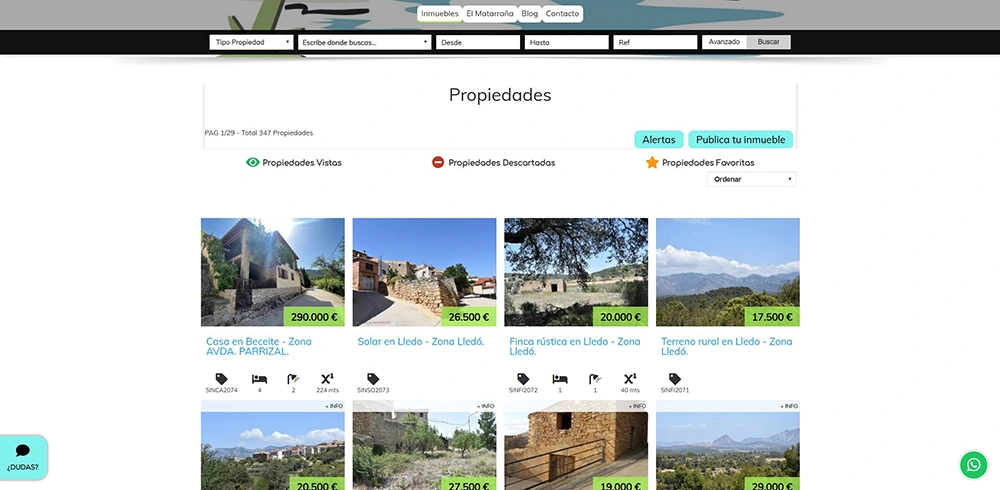 Inmuebles El Matarraña Blog Contacto
Tipo Propiedad Escribe donde buscas... Desde Hasta Ref Avanzado Buscar
Propiedades
PAG 1/29 - Total 347 Propiedades
Alertas Publica tu inmueble
Propiedades Vistas Propiedades Descartadas Propiedades Favoritas
Ordenar
290.000 € 26.500 € 20.000 € 17.500 €
Casa en Beceite - Zona AVDA. PARRIZAL.
Solar en Lledo - Zona Lledó.
Finca rústica en Lledo - Zona Lledó.
Terreno rural en Lledo - Zona Lledó.
SINCA2074 4 2 224 mts
SINSO2073
SINFI2072 1 1 40 mts
SINFI2071
+ INFO + INFO + INFO + INFO
¿DUDAS?
20.500 € 27.500 € 19.000 € 29.000 €